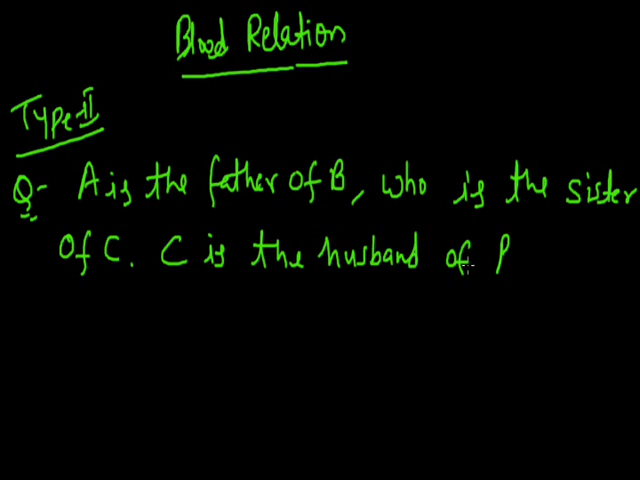 Blood Relation
Type-II
Q- A is the father of B, who is the sister
of C. C is the husband of P